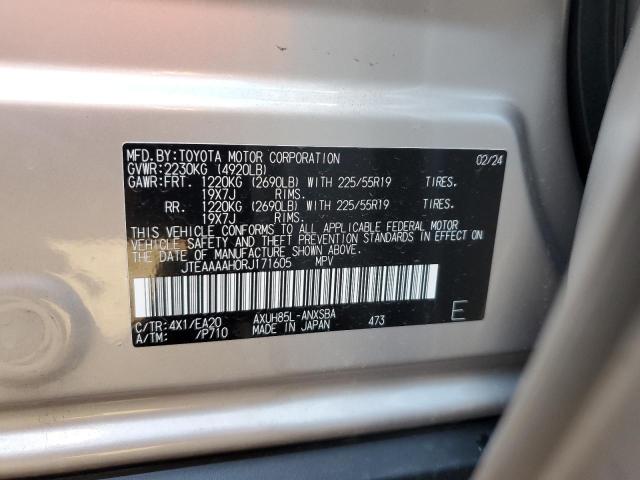 MFD.BY:TOYOTA MOTOR CORPORATION 02/24
GVWR:2230KG (4920LB)
GAWR:FRT. 1220KG (2690LB) WITH 225/55R19 TIRES.
19X7J RIMS.
RR. 1220KG (2690LB) WITH 225/55R19 TIRES.
19X7J RIMS.
THIS VEHICLE CONFORMS TO ALL APPLICABLE FEDERAL MOTOR
VEHICLE SAFETY AND THEFT PREVENTION STANDARDS IN EFFECT ON
THE DATE OF MANUFACTURE SHOWN ABOVE.
JTEAAAAH0RJ171605 MPV
C/TR:4X1/EA20 AXUH85L-ANXSBA
A/TM: /P710 MADE IN JAPAN 473 E